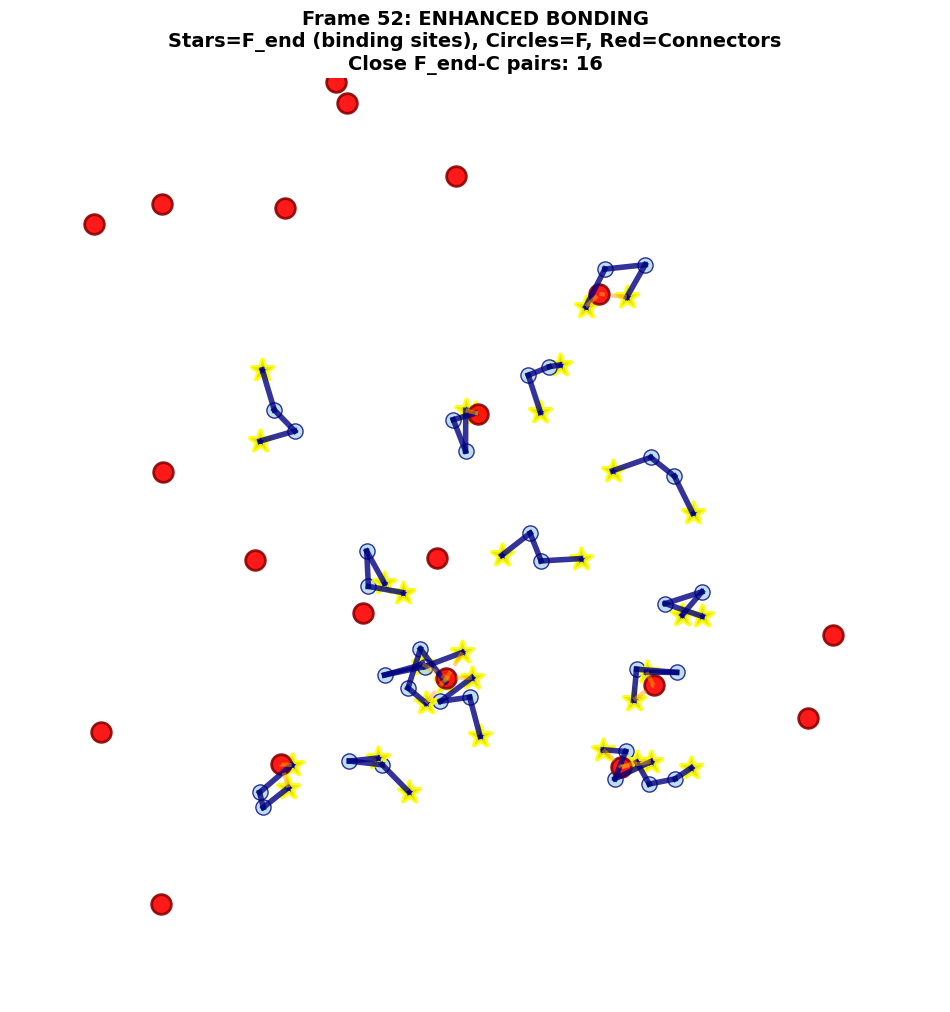 Frame 52: ENHANCED BONDING
Stars=F_end (binding sites), Circles=F, Red=Connectors
Close F_end-C pairs: 16